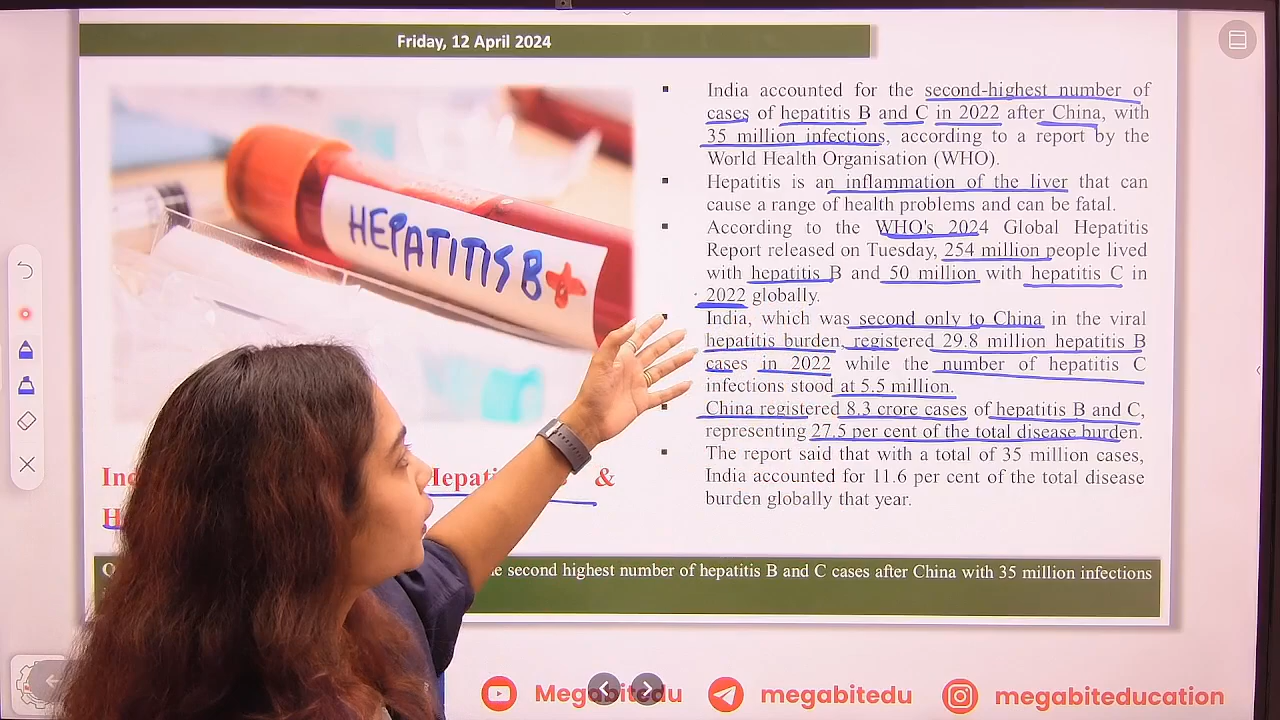 Friday, 12 April 2024
HEPATITIS B+
India accounted for the second-highest number of
cases of hepatitis B and C in 2022 after China, with
35 million infections, according to a report by the
World Health Organisation (WHO).
Hepatitis is an inflammation of the liver that can
cause a range of health problems and can be fatal.
According to the WHO's 2024 Global Hepatitis
Report released on Tuesday, 254 million people lived
with hepatitis B and 50 million with hepatitis C in
2022 globally.
India, which was second only to China in the viral
hepatitis burden, registered 29.8 million hepatitis B
cases in 2022 while the number of hepatitis C
infections stood at 5.5 million.
China registered 8.3 crore cases of hepatitis B and C,
representing 27.5 per cent of the total disease burden.
The report said that with a total of 35 million cases,
India accounted for 11.6 per cent of the total disease
burden globally that year.
&
second highest number of hepatitis B and C cases after China with 35 million infections
Megabitedu megabitedu megabiteducation